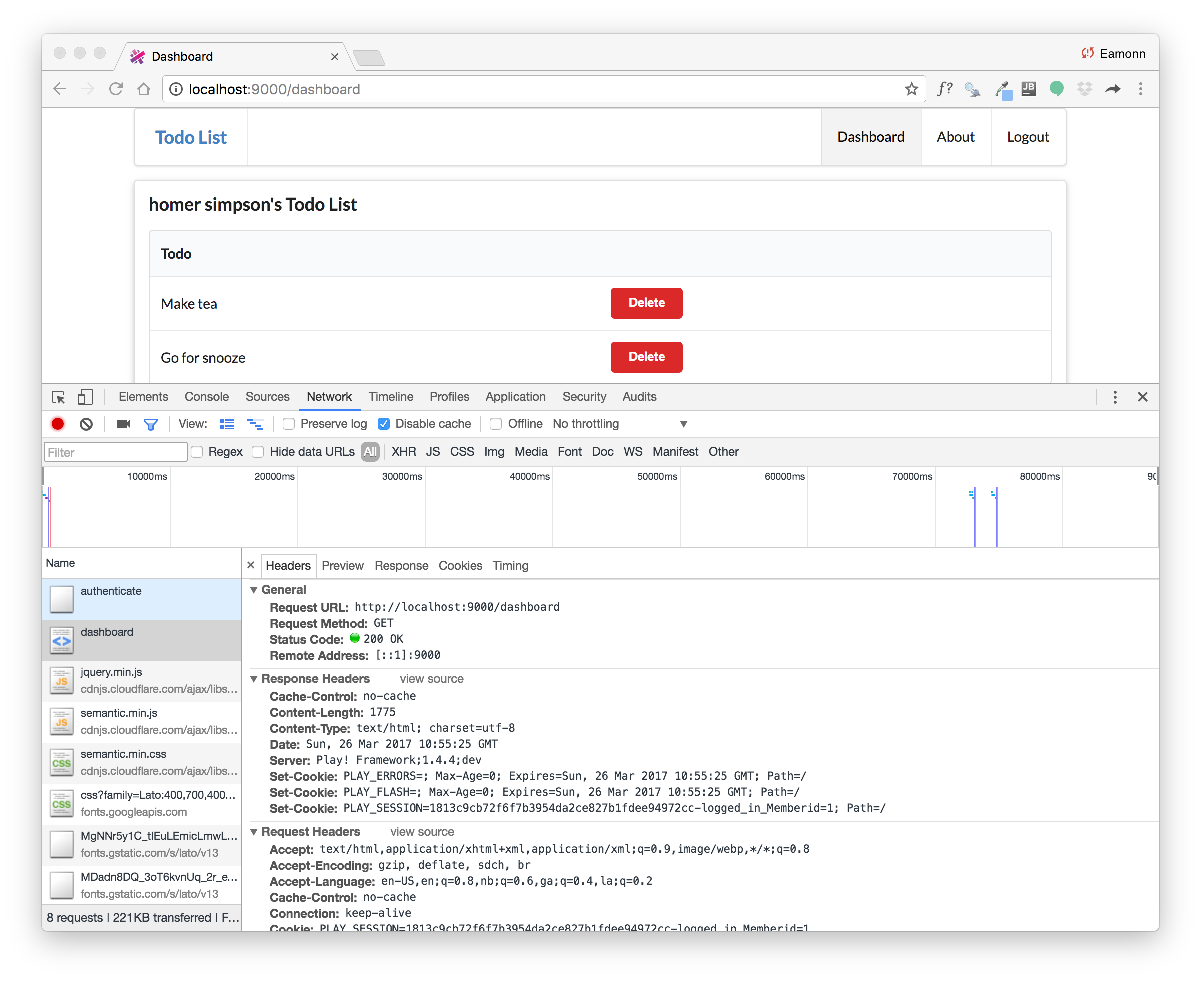 Dashboard
Eamonn
localhost:9000/dashboard
f?
JB
Todo List
Dashboard About Logout
homer simpson's Todo List
Todo
Make tea Delete
Go for snooze Delete
Elements Console Sources Network Timeline Profiles Application Security Audits
View: Preserve log Disable cache Offline No throttling
Filter Regex Hide data URLs All XHR JS CSS Img Media Font Doc WS Manifest Other
10000ms 20000ms 30000ms 40000ms 50000ms 60000ms 70000ms 80000ms 90
Name
authenticate
dashboard
JS
jquery.min.js
cdnjs.cloudflare.com/ajax/libs...
JS
semantic.min.js
cdnjs.cloudflare.com/ajax/libs...
CSS
semantic.min.css
cdnjs.cloudflare.com/ajax/libs...
CSS
css?family=Lato:400,700,400...
fonts.googleapis.com
MgNNr5y1C_tIEuLEmicLmwL...
fonts.gstatic.com/s/lato/v13
MDadn8DQ_3oT6kvnUq_2r_e...
fonts.gstatic.com/s/lato/v13
8 requests | 221KB transferred | F...
Headers Preview Response Cookies Timing
General
Request URL: http://localhost:9000/dashboard
Request Method: GET
Status Code: 200 OK
Remote Address: [::1]:9000
Response Headers view source
Cache-Control: no-cache
Content-Length: 1775
Content-Type: text/html; charset=utf-8
Date: Sun, 26 Mar 2017 10:55:25 GMT
Server: Play! Framework;1.4.4;dev
Set-Cookie: PLAY_ERRORS=; Max-Age=0; Expires=Sun, 26 Mar 2017 10:55:25 GMT; Path=/
Set-Cookie: PLAY_FLASH=; Max-Age=0; Expires=Sun, 26 Mar 2017 10:55:25 GMT; Path=/
Set-Cookie: PLAY_SESSION=1813c9cb72f6f7b3954da2ce827b1fdee94972cc-logged_in_Memberid=1; Path=/
Request Headers view source
Accept: text/html,application/xhtml+xml,application/xml;q=0.9,image/webp,*/*;q=0.8
Accept-Encoding: gzip, deflate, sdch, br
Accept-Language: en-US,en;q=0.8,nb;q=0.6,ga;q=0.4,la;q=0.2
Cache-Control: no-cache
Connection: keep-alive
Cookie: PLAY_SESSION=1813c9cb72f6f7b3954da2ce827b1fdee94972cc-logged_in_Memberid=1